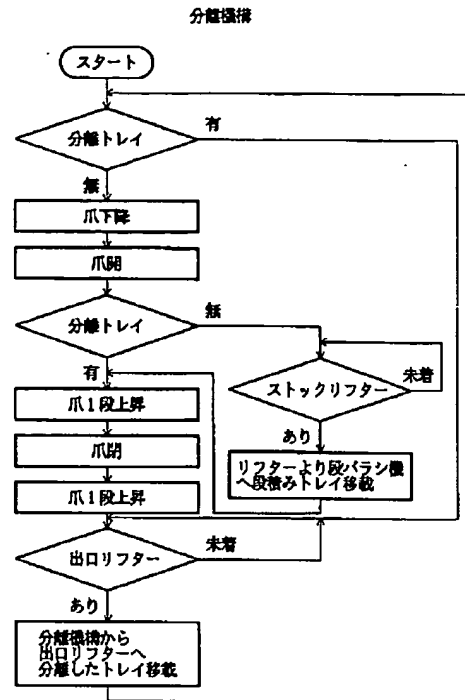 分離機構
スタート
分離トレイ
有
無
爪下降
爪開
分離トレイ
無
有
ストックリフター
未着
あり
爪1段上昇
爪閉
爪1段上昇
リフターより段バラシ機
へ段積みトレイ移載
出口リフター
未着
あり
分離機構から
出口リフターへ
分離したトレイ移載